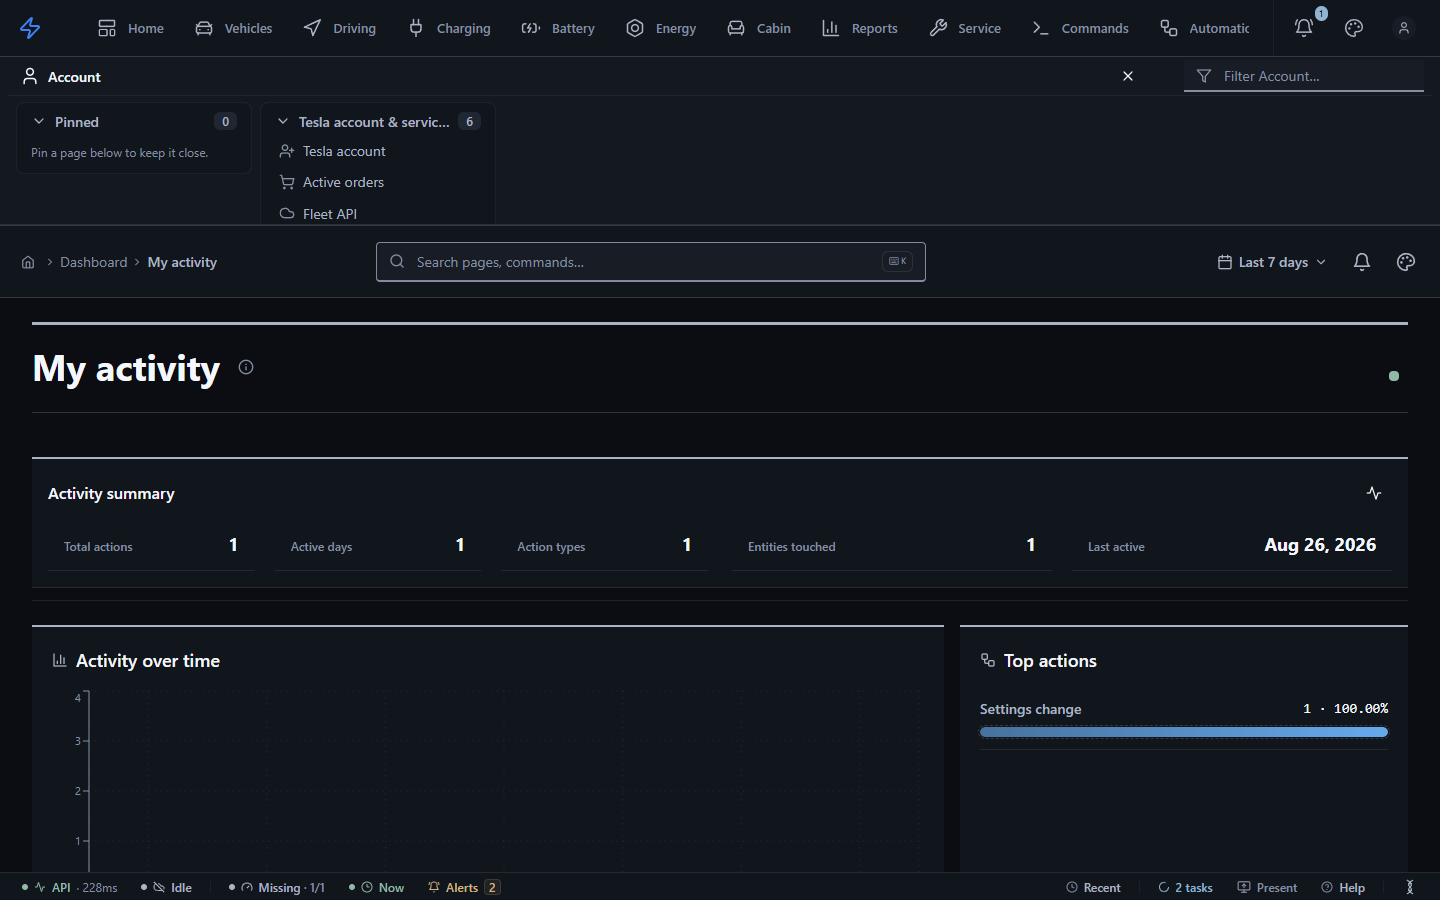 Home Vehicles Driving Charging Battery Energy Cabin Reports Service Commands Automatic 1
Account Filter Account...
Pinned 0
Pin a page below to keep it close.
Tesla account & servic... 6
Tesla account
Active orders
Fleet API
Dashboard My activity Search pages, commands... K Last 7 days
My activity
Activity summary
Total actions 1 Active days 1 Action types 1 Entities touched 1 Last active Aug 26, 2026
Activity over time
4
3
2
1
Top actions
Settings change 1 · 100.00%
API · 228ms Idle Missing · 1/1 Now Alerts 2 Recent 2 tasks Present Help